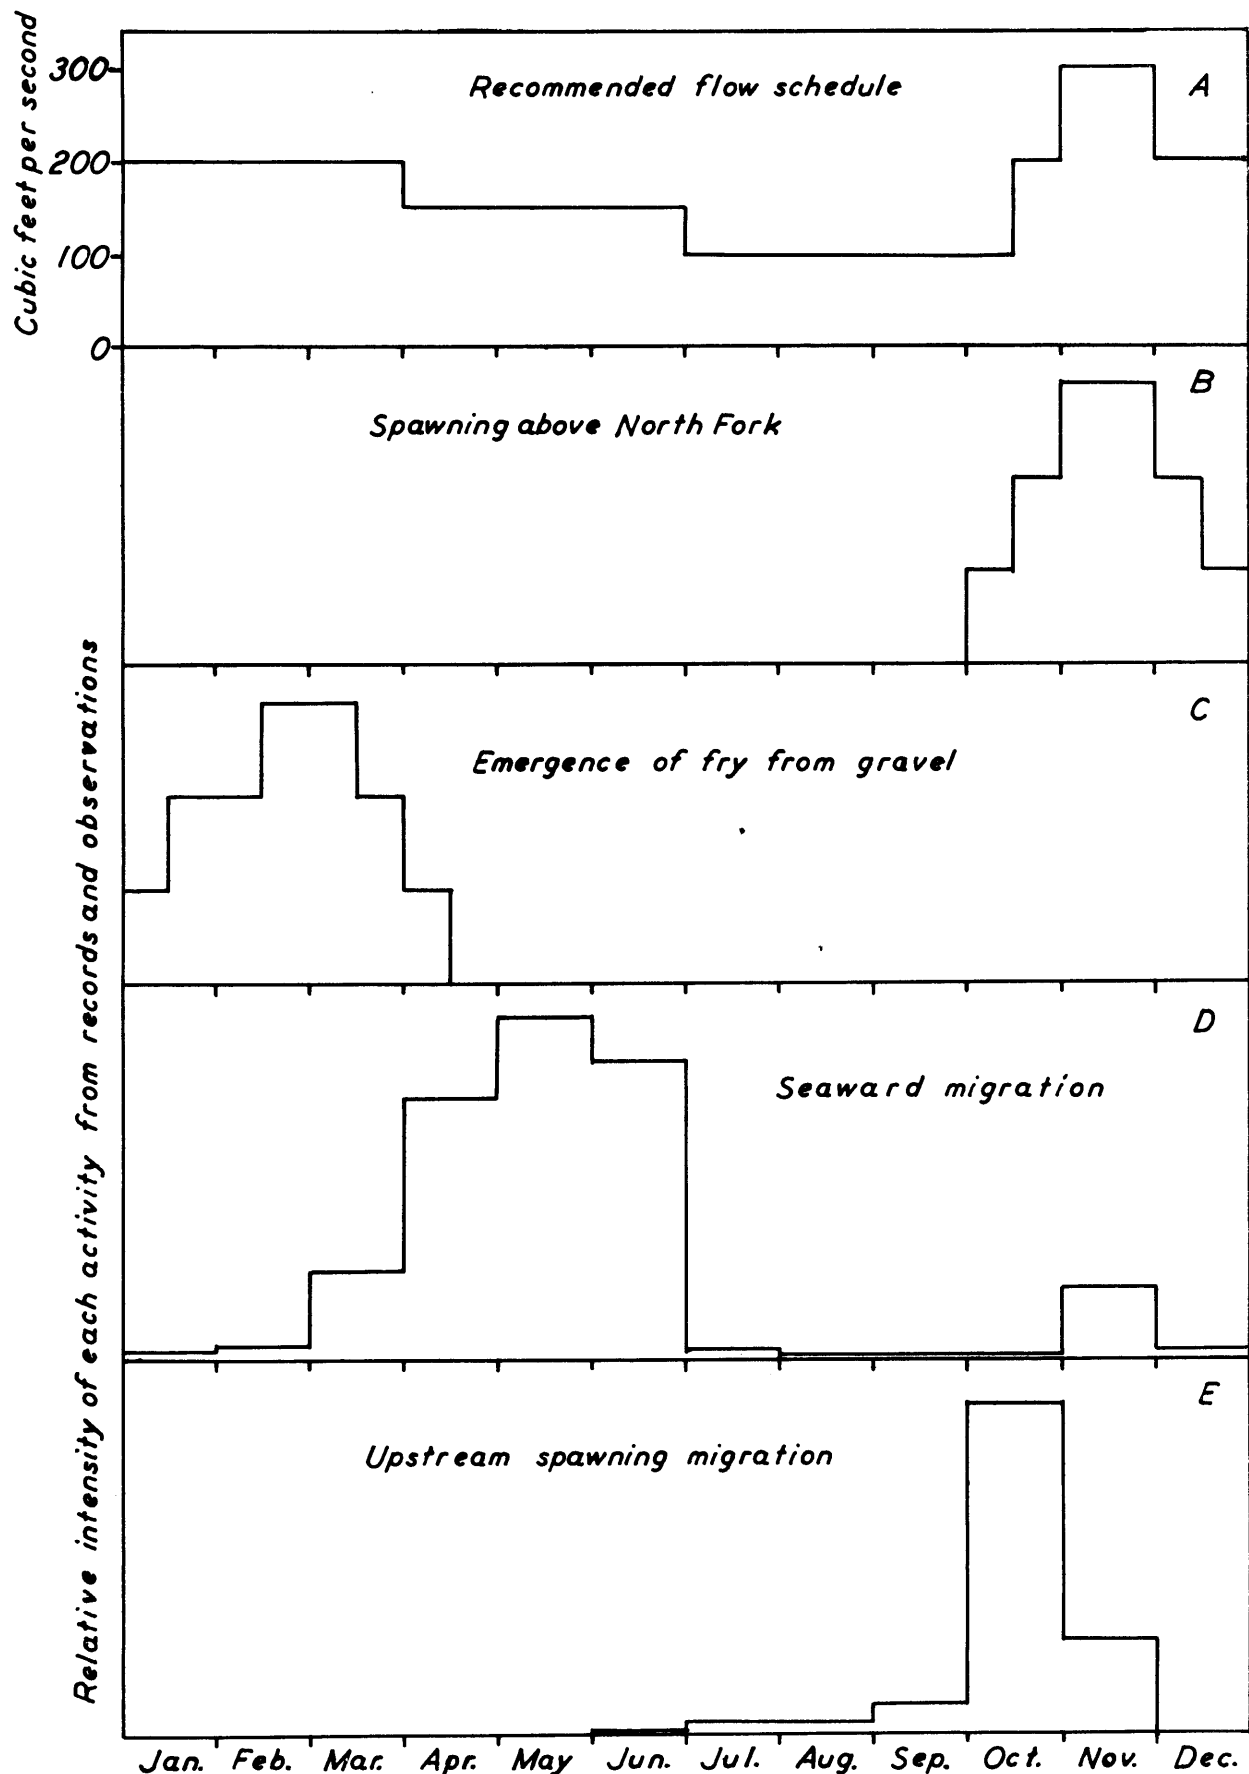 Cubic feet per second
300
200
100
0
Recommended flow schedule
A
Spawning above North Fork
B
Relative intensity of each activity from records and observations
Emergence of fry from gravel
C
Seaward migration
D
Upstream spawning migration
E
Jan. Feb. Mar. Apr. May Jun. Jul. Aug. Sep. Oct. Nov. Dec.